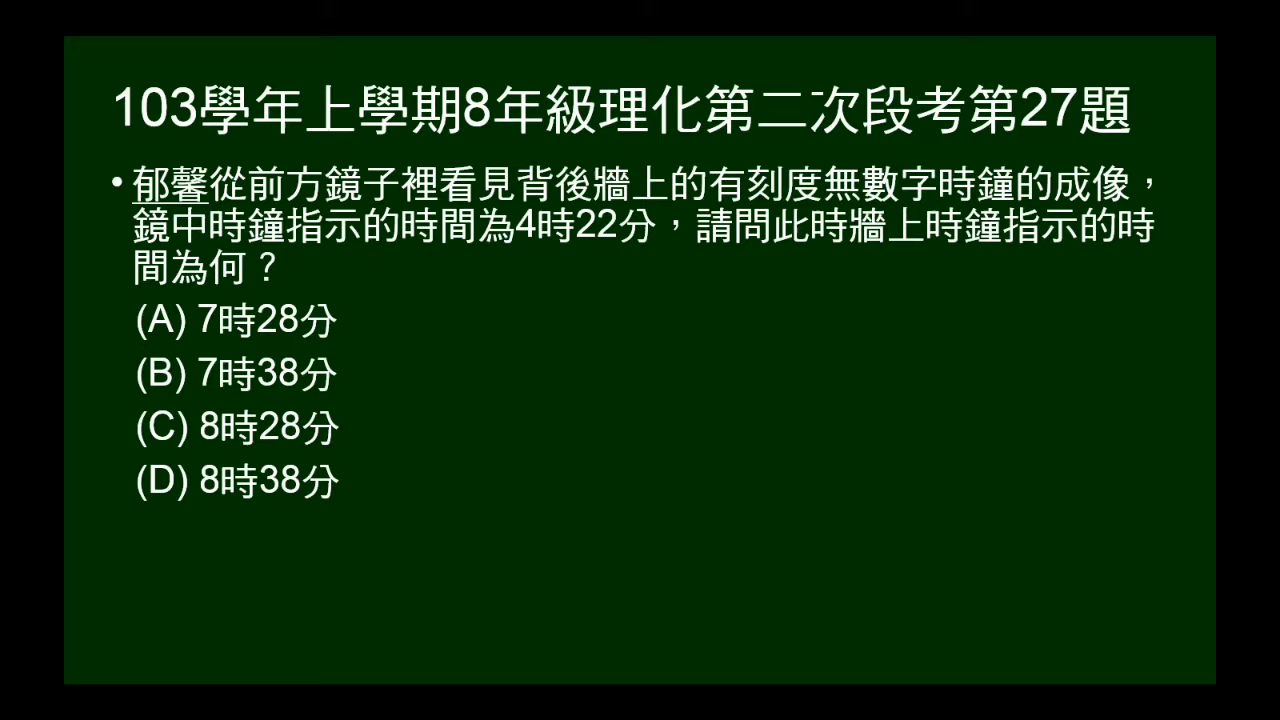 103學年上學期8年級理化第二次段考第27題
•郁馨從前方鏡子裡看見背後牆上的有刻度無數字時鐘的成像，
鏡中時鐘指示的時間為4時22分，請問此時牆上時鐘指示的時
間為何？
(A) 7時28分
(B) 7時38分
(C) 8時28分
(D) 8時38分